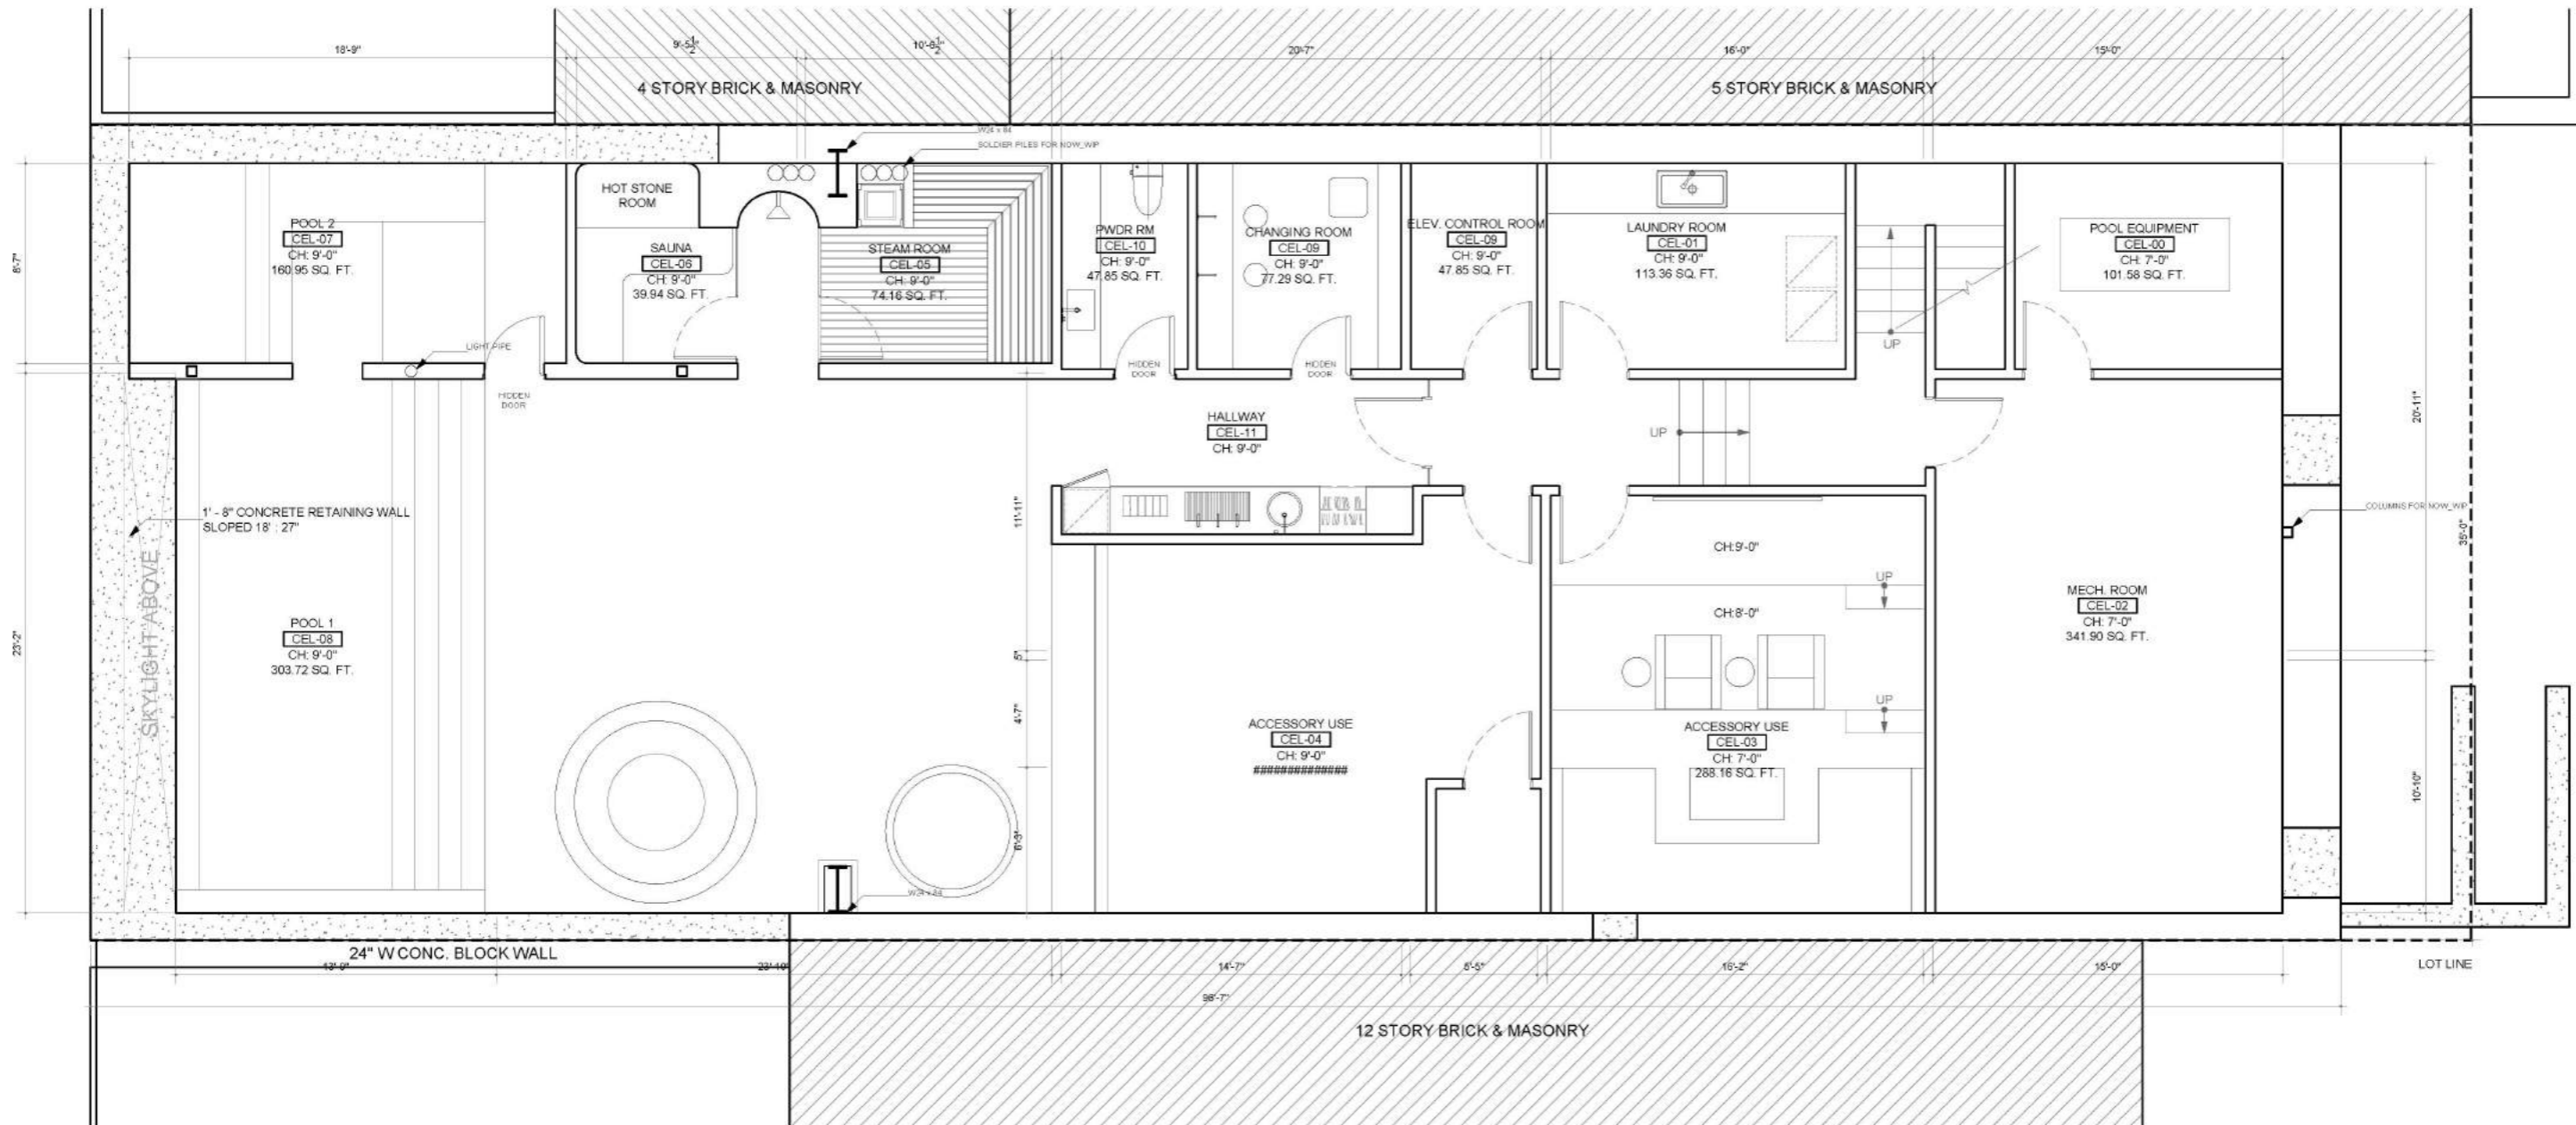 18'-9"
9'-5½"
10'-6½"
20'-7"
16'-0"
15'-0"
4 STORY BRICK & MASONRY
5 STORY BRICK & MASONRY
W24 x 84
SOLDIER PILES FOR NOW_WIP
HOT STONE
ROOM
POOL 2
CEL-07
CH: 9'-0"
160.95 SQ. FT.
SAUNA
CEL-06
CH: 9'-0"
39.94 SQ. FT.
STEAM ROOM
CEL-05
CH: 9'-0"
74.16 SQ. FT.
PWDR RM
CEL-10
CH: 9'-0"
47.85 SQ. FT.
CHANGING ROOM
CEL-09
CH: 9'-0"
77.29 SQ. FT.
ELEV. CONTROL ROOM
CEL-09
CH: 9'-0"
47.85 SQ. FT.
LAUNDRY ROOM
CEL-01
CH: 9'-0"
113.36 SQ. FT.
UP
POOL EQUIPMENT
CEL-00
CH: 7'-0"
101.58 SQ. FT.
8'-7"
LIGHT PIPE
HIDDEN
DOOR
HIDDEN
DOOR
HIDDEN
DOOR
HALLWAY
CEL-11
CH: 9'-0"
UP
20'-11"
1' - 8" CONCRETE RETAINING WALL
SLOPED 18' : 27"
11'-11"
COLUMNS FOR NOW_WIP
35'-0"
SKYLIGHT ABOVE
CH:9'-0"
UP
CH:8'-0"
MECH. ROOM
CEL-02
CH: 7'-0"
341.90 SQ. FT.
23'-2"
POOL 1
CEL-08
CH: 9'-0"
303.72 SQ. FT.
5"
4'-7"
UP
ACCESSORY USE
CEL-04
CH: 9'-0"
##############
ACCESSORY USE
CEL-03
CH: 7'-0"
288.16 SQ. FT.
10'-10"
6'-3"
W24 x 84
24" W CONC. BLOCK WALL
13'-9"
23'-10"
14'-7"
5'-5"
16'-2"
15'-0"
LOT LINE
96'-7"
12 STORY BRICK & MASONRY